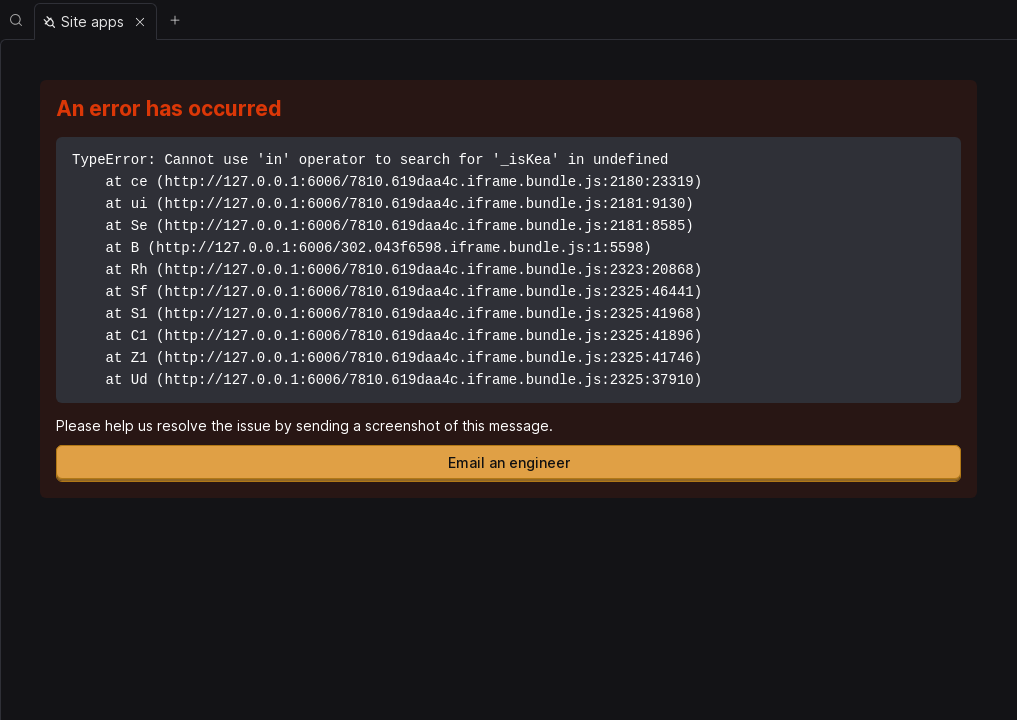 Site apps
An error has occurred
TypeError: Cannot use 'in' operator to search for '_isKea' in undefined
    at ce (http://127.0.0.1:6006/7810.619daa4c.iframe.bundle.js:2180:23319)
    at ui (http://127.0.0.1:6006/7810.619daa4c.iframe.bundle.js:2181:9130)
    at Se (http://127.0.0.1:6006/7810.619daa4c.iframe.bundle.js:2181:8585)
    at B (http://127.0.0.1:6006/302.043f6598.iframe.bundle.js:1:5598)
    at Rh (http://127.0.0.1:6006/7810.619daa4c.iframe.bundle.js:2323:20868)
    at Sf (http://127.0.0.1:6006/7810.619daa4c.iframe.bundle.js:2325:46441)
    at S1 (http://127.0.0.1:6006/7810.619daa4c.iframe.bundle.js:2325:41968)
    at C1 (http://127.0.0.1:6006/7810.619daa4c.iframe.bundle.js:2325:41896)
    at Z1 (http://127.0.0.1:6006/7810.619daa4c.iframe.bundle.js:2325:41746)
    at Ud (http://127.0.0.1:6006/7810.619daa4c.iframe.bundle.js:2325:37910)
Please help us resolve the issue by sending a screenshot of this message.
Email an engineer